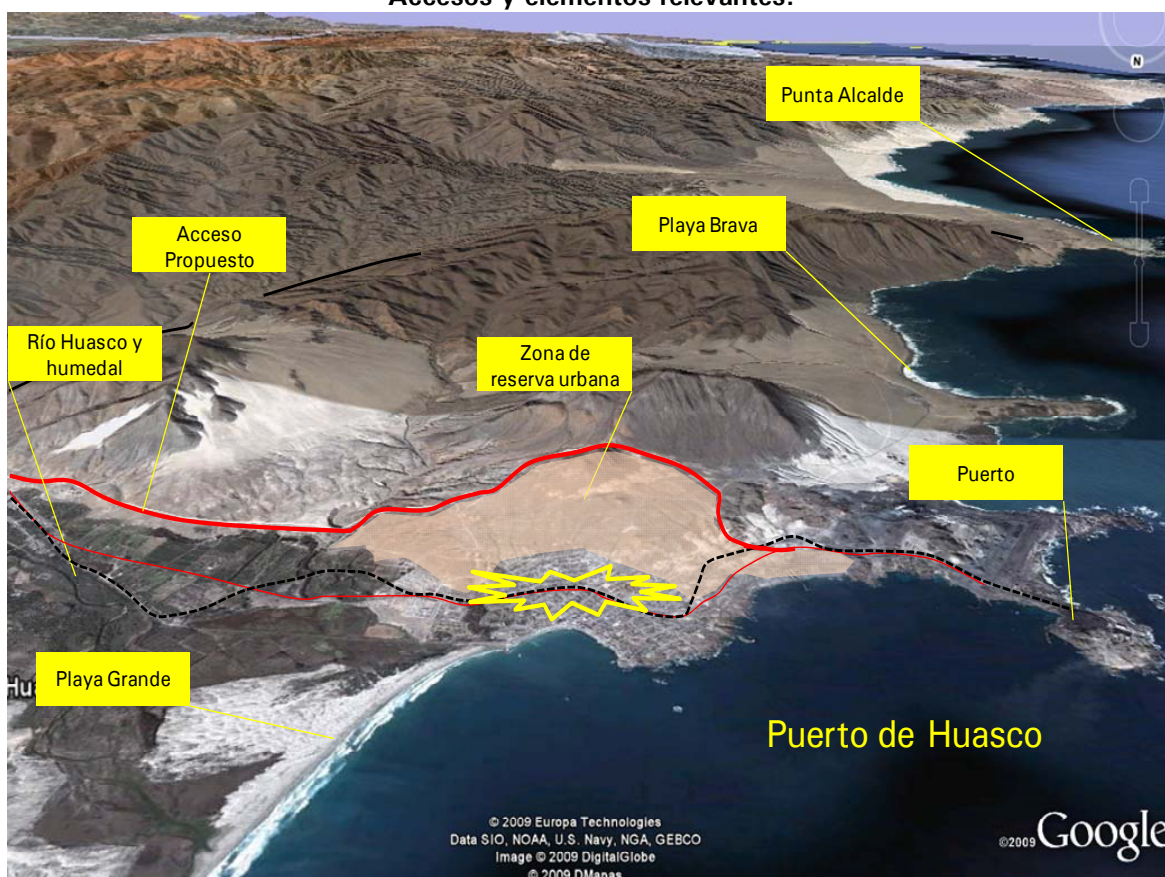 Accesos y elementos relevantes.
N
Punta Alcalde
Playa Brava
Acceso
Propuesto
Río Huasco y
humedal
Zona de
reserva urbana
Puerto
Playa Grande
Hu
Puerto de Huasco
© 2009 Europa Technologies
Data SIO, NOAA, U.S. Navy, NGA, GEBCO
Image © 2009 DigitalGlobe
© 2009 DMapas
©2009 Google